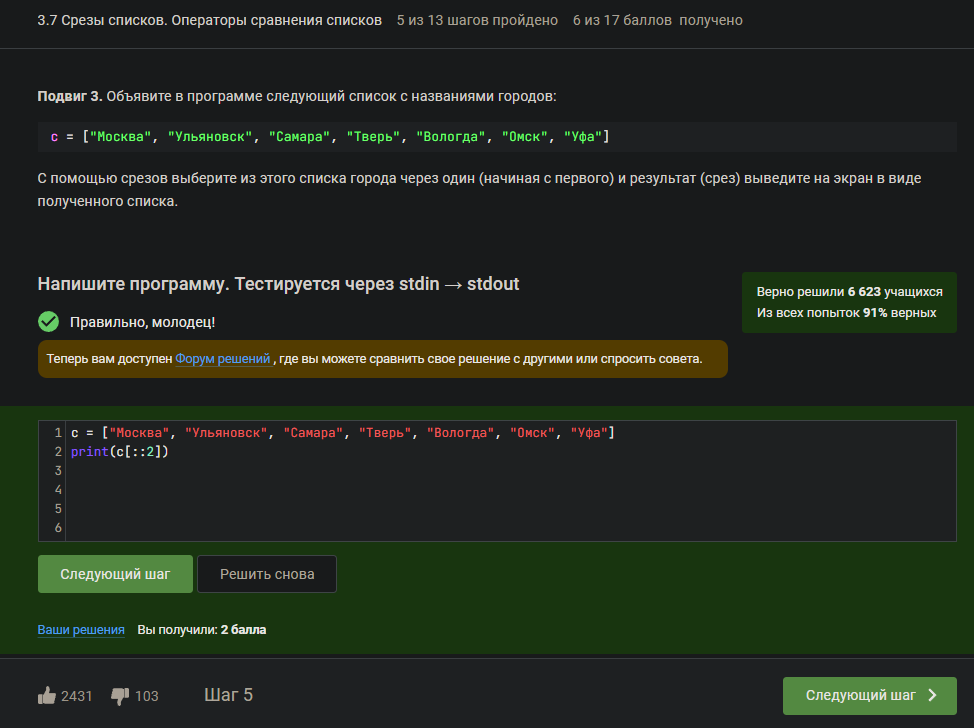 3.7 Срезы списков. Операторы сравнения списков 5 из 13 шагов пройдено 6 из 17 баллов получено
Подвиг 3. Объявите в программе следующий список с названиями городов:
c = ["Москва", "Ульяновск", "Самара", "Тверь", "Вологда", "Омск", "Уфа"]
С помощью срезов выберите из этого списка города через один (начиная с первого) и результат (срез) выведите на экран в виде
полученного списка.
Напишите программу. Тестируется через stdin → stdout
Верно решили 6 623 учащихся
Из всех попыток 91% верных
Правильно, молодец!
Теперь вам доступен Форум решений , где вы можете сравнить свое решение с другими или спросить совета.
1 c = ["Москва", "Ульяновск", "Самара", "Тверь", "Вологда", "Омск", "Уфа"]
2 print(c[::2])
3
4
5
6
Следующий шаг Решить снова
Ваши решения Вы получили: 2 балла
2431 103 Шаг 5 Следующий шаг